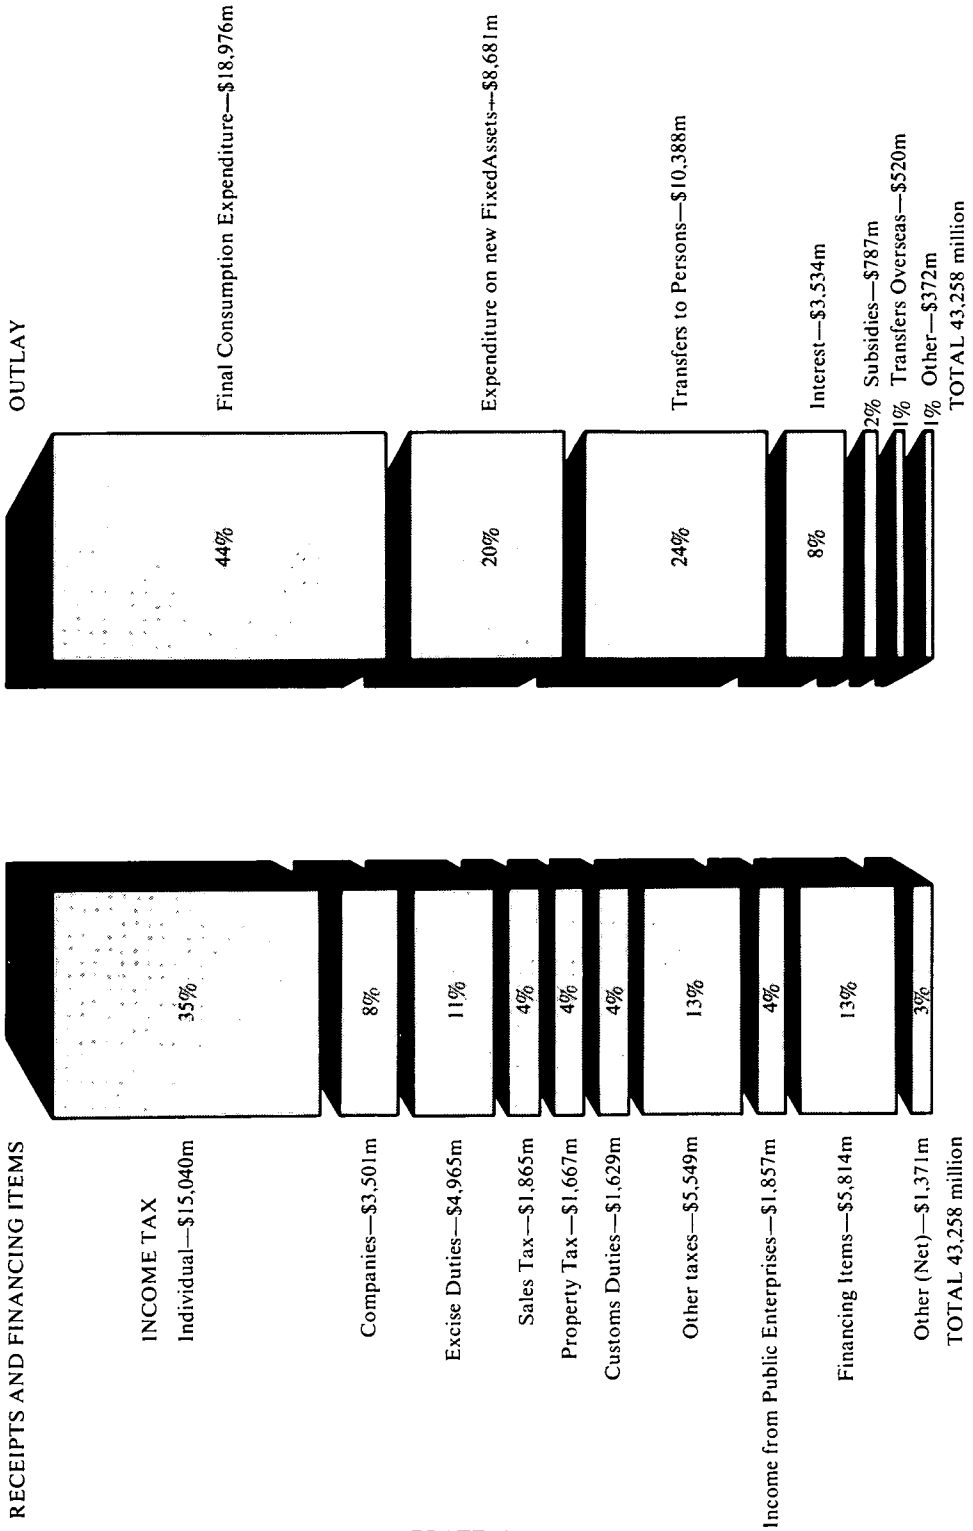 RECEIPTS AND FINANCING ITEMS
INCOME TAX
Individual—$15,040m
35%
Companies—$3,501m
8%
Excise Duties—$4,965m
11%
Sales Tax—$1,865m
4%
Property Tax—$1,667m
4%
Customs Duties—$1,629m
4%
Other taxes—$5,549m
13%
Income from Public Enterprises—$1,857m
4%
Financing Items—$5,814m
13%
Other (Net)—$1,371m
3%
TOTAL 43,258 million
OUTLAY
44%
Final Consumption Expenditure—$18,976m
20%
Expenditure on new FixedAssets—$8,681m
24%
Transfers to Persons—$10,388m
8%
Interest—$3,534m
2% Subsidies—$787m
1% Transfers Overseas—$520m
1% Other—$372m
TOTAL 43,258 million